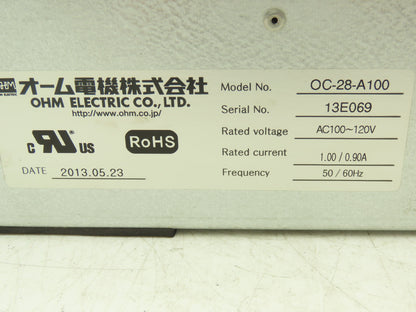 OHM オーム電機株式会社
OHM ELECTRIC CO., LTD.
http://www.ohm.co.jp/
c RU US
RoHS
DATE 2013.05.23
Model No. OC-28-A100
Serial No. 13E069
Rated voltage AC100~120V
Rated current 1.00 / 0.90A
Frequency 50 / 60Hz